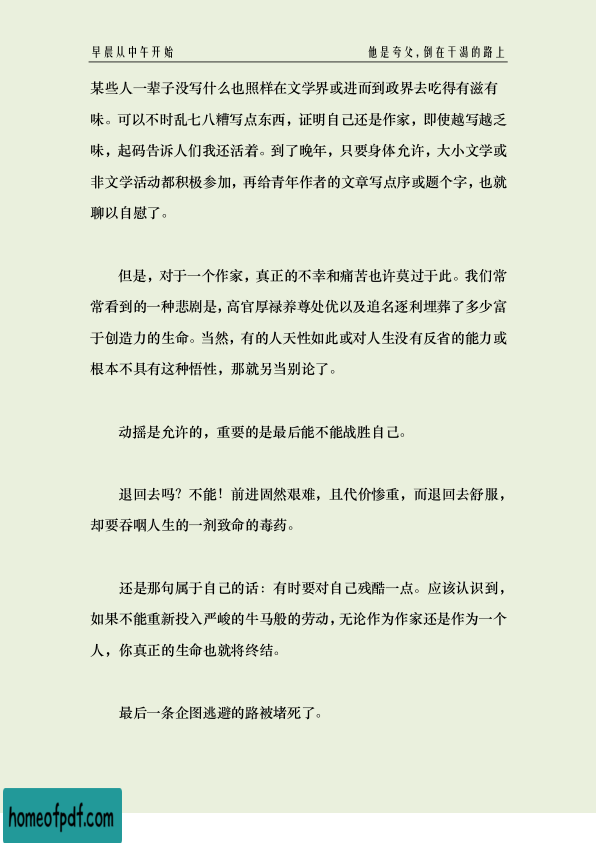 早晨从中午开始
他是夸父,倒在干渴的路上
某些人一辈子没写什么也照样在文学界或进而到政界去吃得有滋有
味。可以不时乱七八糟写点东西，证明自己还是作家，即使越写越乏
味，起码告诉人们我还活着。到了晚年，只要身体允许，大小文学或
非文学活动都积极参加，再给青年作者的文章写点序或题个字，也就
聊以自慰了。
但是，对于一个作家，真正的不幸和痛苦也许莫过于此。我们常
常看到的一种悲剧是，高官厚禄养尊处优以及追名逐利埋葬了多少富
于创造力的生命。当然，有的人天性如此或对人生没有反省的能力或
根本不具有这种悟性，那就另当别论了。
动摇是允许的，重要的是最后能不能战胜自己。
退回去吗？不能！前进固然艰难，且代价惨重，而退回去舒服，
却要吞咽人生的一剂致命的毒药。
还是那句属于自己的话：有时要对自己残酷一点。应该认识到，
如果不能重新投入严峻的牛马般的劳动，无论作为作家还是作为一个
人，你真正的生命也就将终结。
最后一条企图逃避的路被堵死了。
homeofpdf.com